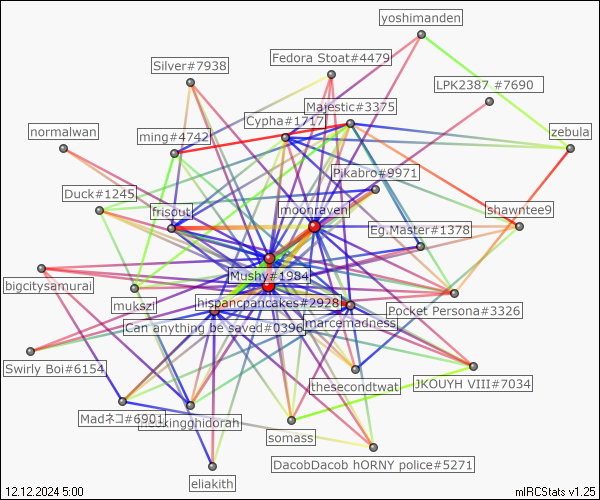 yoshimanden
Fedora Stoat#4479
Silver#7938
LPK2387 #7690
Majestic#3375
Cypha#1717
normalwan
ming#4742
zebula
Pikabro#9971
Duck#1245
frisout
moonraven
shawntee9
Eg.Master#1378
Mushy#1984
bigcitysamurai
mukszi
hispancpancakes#2928
Pocket Persona#3326
Can anything be saved#0396
marcemadness
Swirly Boi#6154
thesecondtwat
JKOUYH VIII#7034
Madネコ#6901
somass
DacobDacob hORNY police#5271
eliakith
12.12.2024 5:00
mIRCStats v1.25